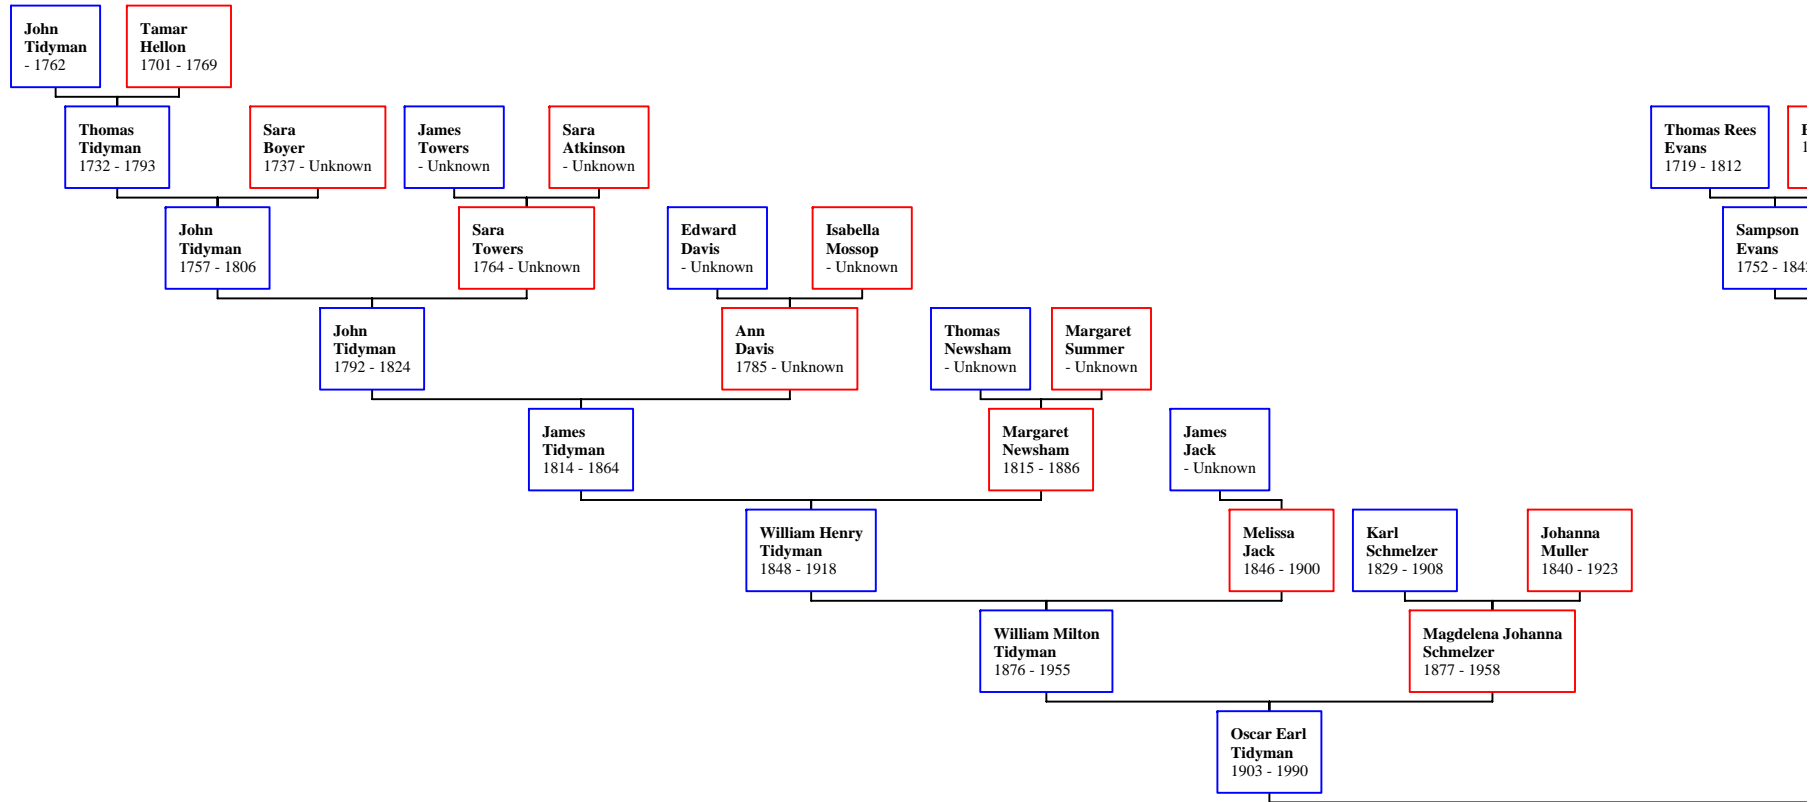 John
Tidyman
- 1762
Tamar
Hellon
1701 - 1769
Thomas
Tidyman
1732 - 1793
Sara
Boyer
1737 - Unknown
James
Towers
- Unknown
Sara
Atkinson
- Unknown
Thomas Rees
Evans
1719 - 1812
John
Tidyman
1757 - 1806
Sara
Towers
1764 - Unknown
Edward
Davis
- Unknown
Isabella
Mossop
- Unknown
Sampson
Evans
1752 -
John
Tidyman
1792 - 1824
Ann
Davis
1785 - Unknown
Thomas
Newsham
- Unknown
Margaret
Summer
- Unknown
James
Tidyman
1814 - 1864
Margaret
Newsham
1815 - 1886
James
Jack
- Unknown
William Henry
Tidyman
1848 - 1918
Melissa
Jack
1846 - 1900
Karl
Schmelzer
1829 - 1908
Johanna
Muller
1840 - 1923
William Milton
Tidyman
1876 - 1955
Magdelena Johanna
Schmelzer
1877 - 1958
Oscar Earl
Tidyman
1903 - 1990